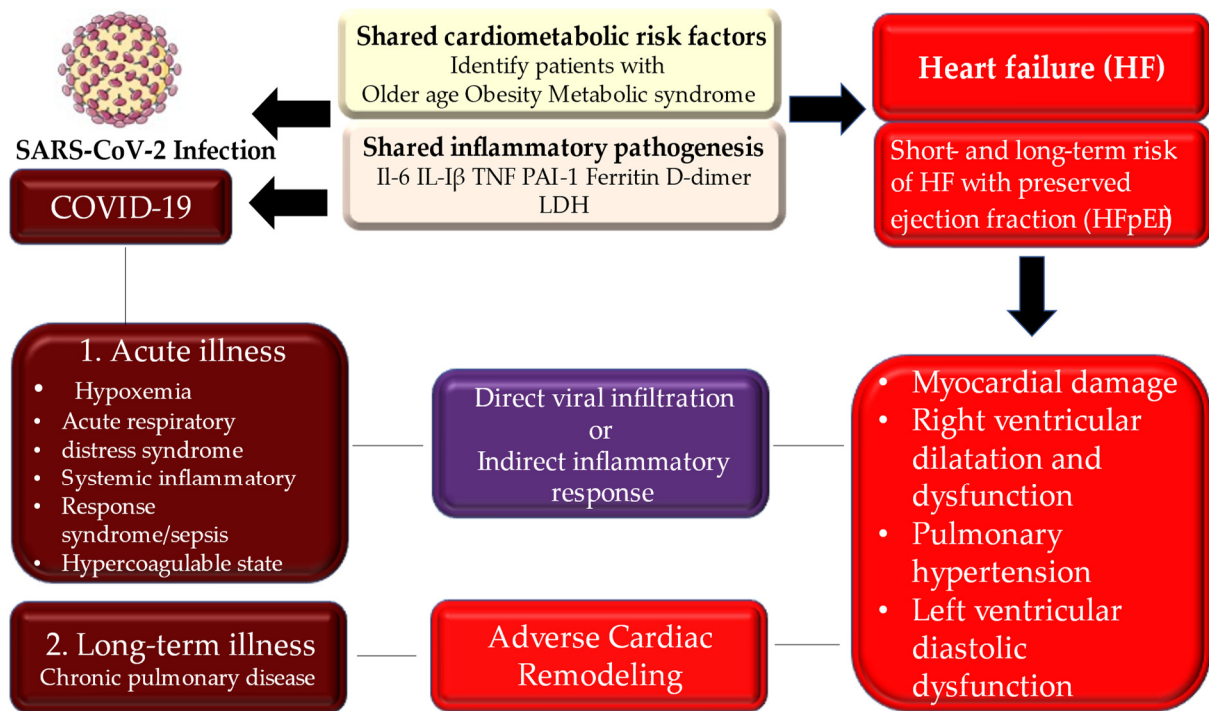 Shared cardiometabolic risk factors
Identify patients with
Older age Obesity Metabolic syndrome
Heart failure (HF)
SARS-CoV-2 Infection
COVID-19
Shared inflammatory pathogenesis
Il-6 IL-Iβ TNF PAI-1 Ferritin D-dimer
LDH
Short- and long-term risk
of HF with preserved
ejection fraction (HFpEF)
1. Acute illness
• Hypoxemia
• Acute respiratory
• distress syndrome
• Systemic inflammatory
• Response
syndrome/sepsis
• Hypercoagulable state
Direct viral infiltration
or
Indirect inflammatory
response
• Myocardial damage
• Right ventricular
dilatation and
dysfunction
• Pulmonary
hypertension
• Left ventricular
diastolic
dysfunction
2. Long-term illness
Chronic pulmonary disease
Adverse Cardiac
Remodeling